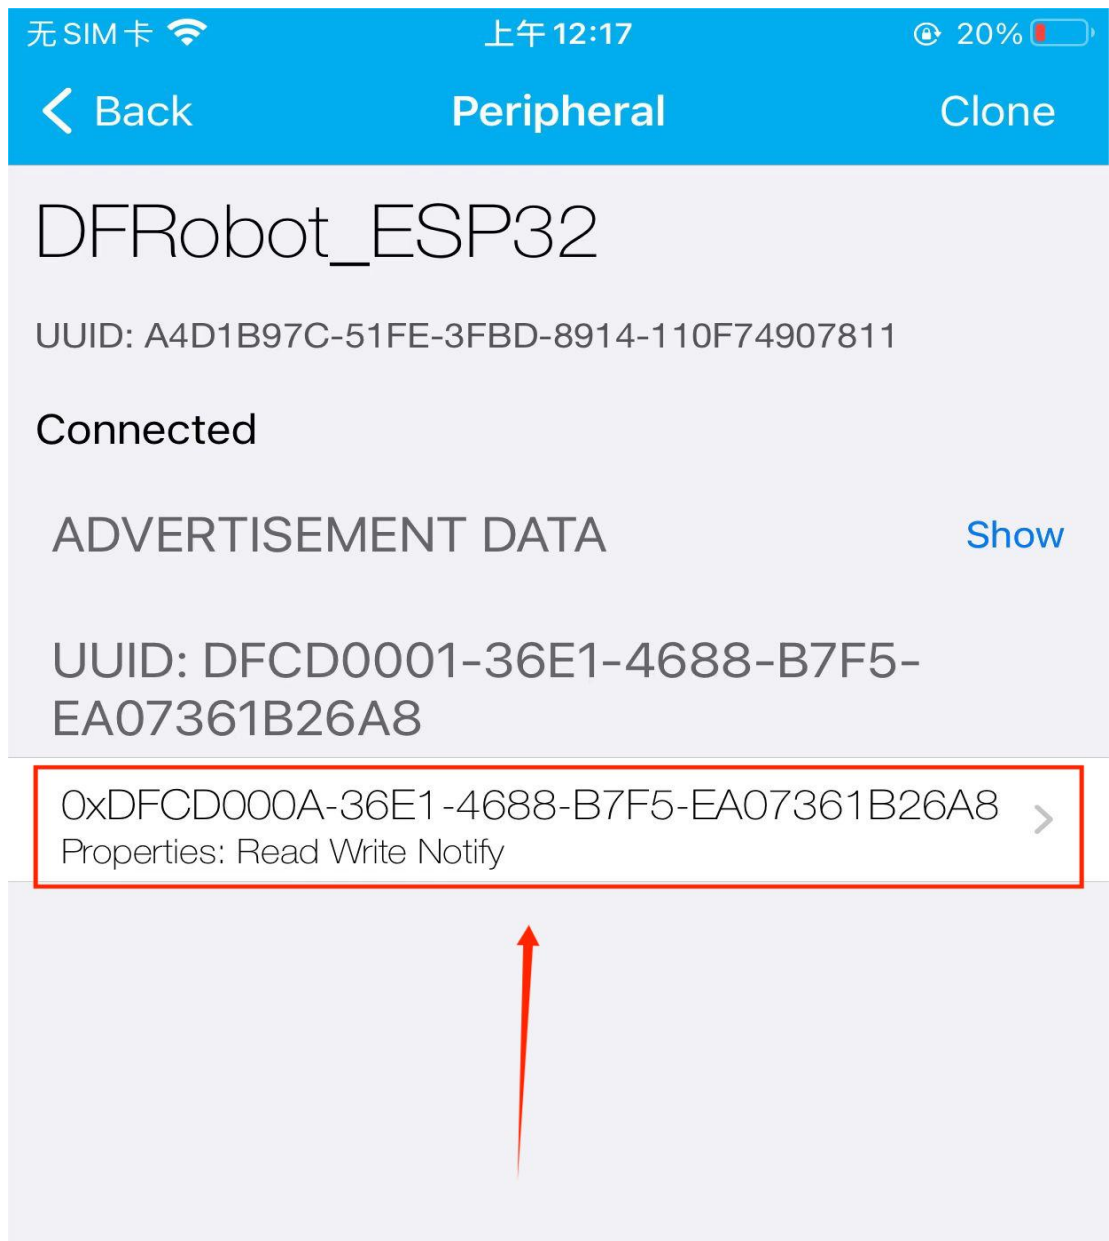 无SIM卡
上午12:17
20%
Back
Peripheral
Clone
DFRobot_ESP32
UUID: A4D1B97C-51FE-3FBD-8914-110F74907811
Connected
ADVERTISEMENT DATA
Show
UUID: DFCD0001-36E1-4688-B7F5-
EA07361B26A8
0xDFCD000A-36E1-4688-B7F5-EA07361B26A8
Properties: Read Write Notify